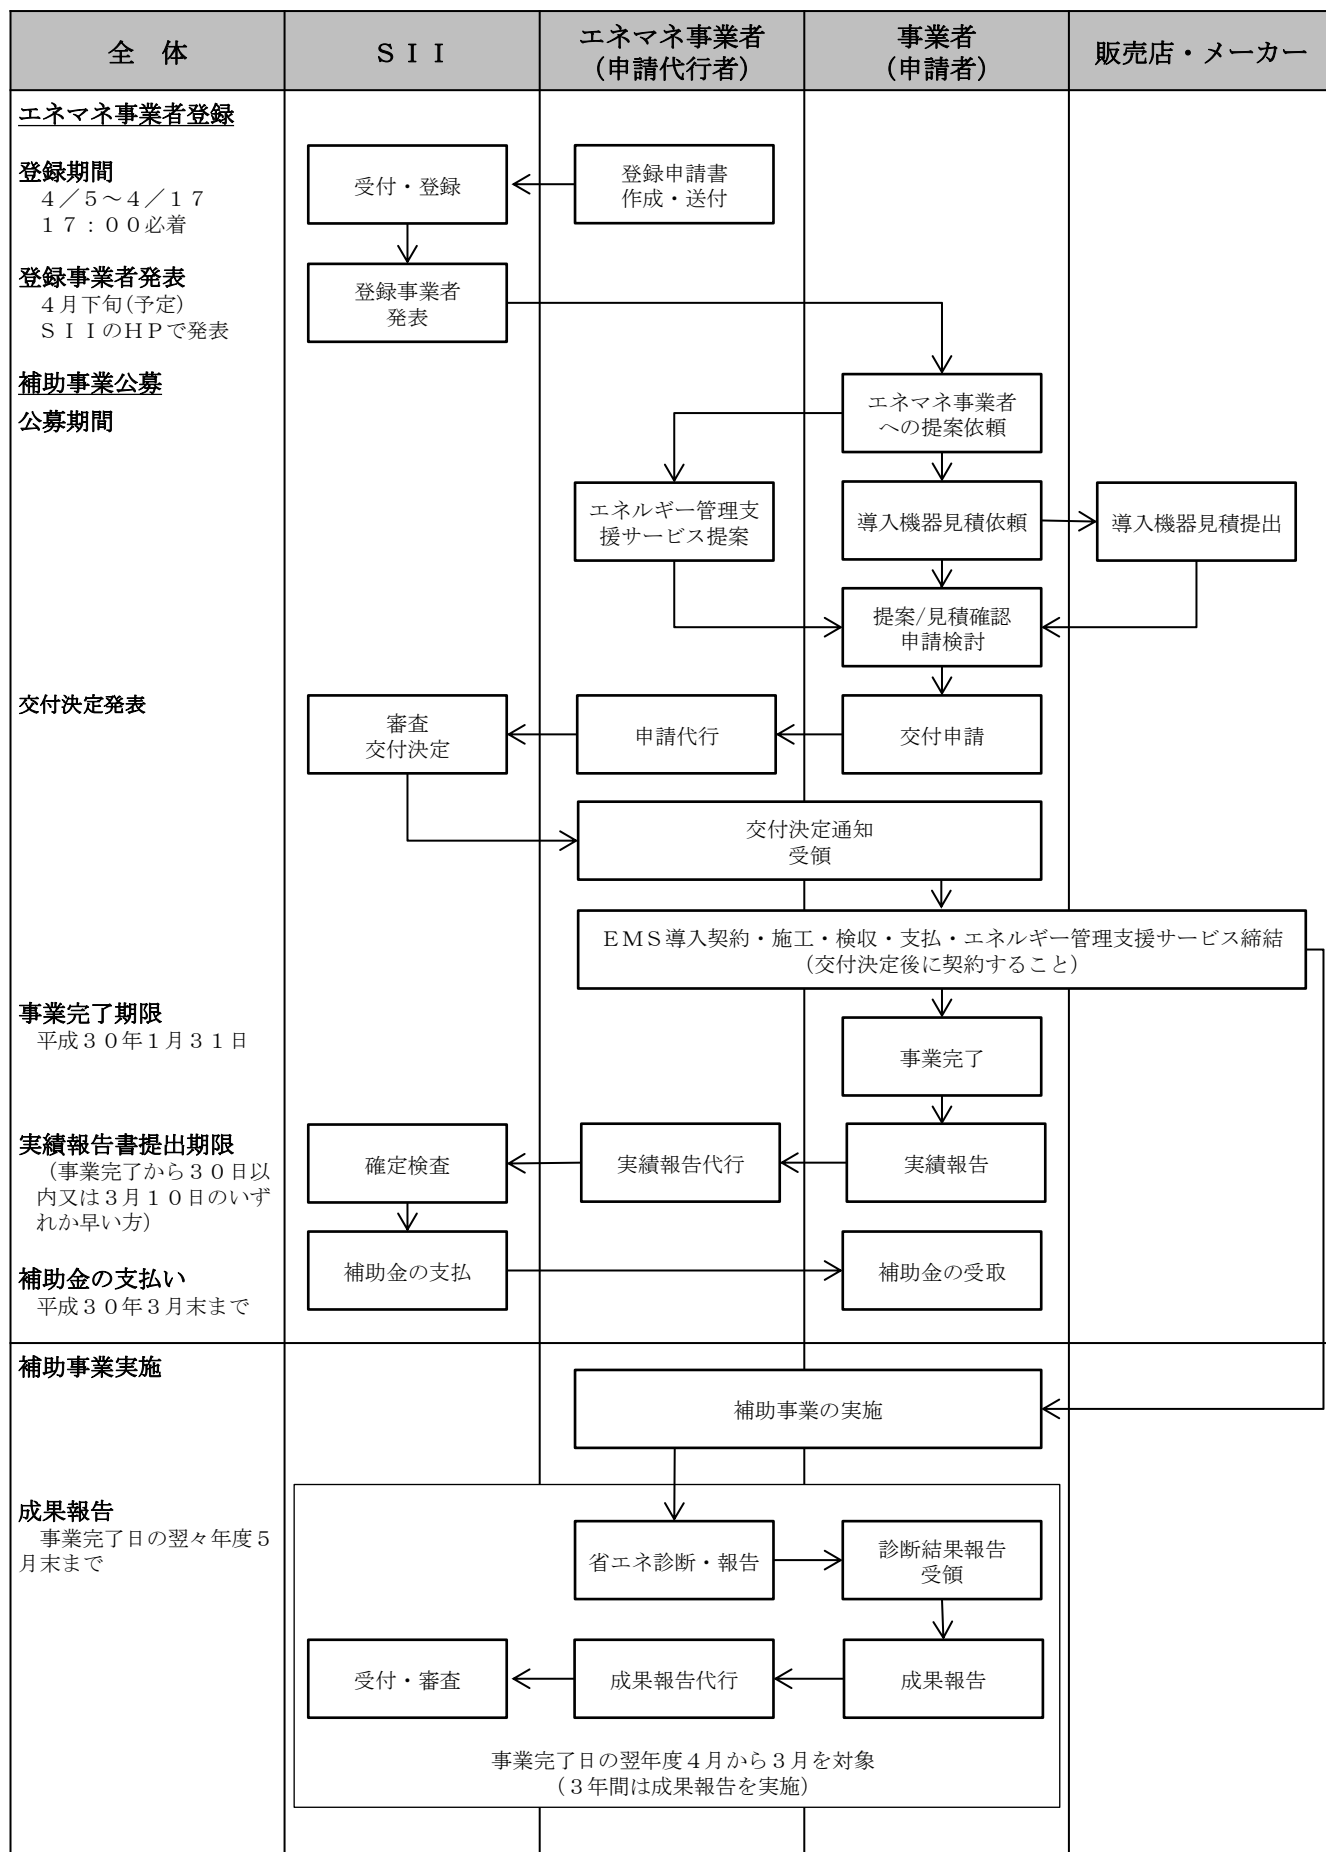 全　体
ＳＩＩ
エネマネ事業者
（申請代行者）
事業者
（申請者）
販売店・メーカー
エネマネ事業者登録
登録期間
４／５～４／１７
１７：００必着
受付・登録
登録申請書
作成・送付
登録事業者発表
４月下旬(予定)
ＳＩＩのＨＰで発表
登録事業者
発表
補助事業公募
公募期間
エネマネ事業者
への提案依頼
エネルギー管理支
援サービス提案
導入機器見積依頼
導入機器見積提出
提案/見積確認
申請検討
交付決定発表
審査
交付決定
申請代行
交付申請
交付決定通知
受領
ＥＭＳ導入契約・施工・検収・支払・エネルギー管理支援サービス締結
（交付決定後に契約すること）
事業完了期限
平成３０年１月３１日
事業完了
実績報告書提出期限
（事業完了から３０日以
内又は３月１０日のいず
れか早い方）
確定検査
実績報告代行
実績報告
補助金の支払い
平成３０年３月末まで
補助金の支払
補助金の受取
補助事業実施
補助事業の実施
成果報告
事業完了日の翌々年度５
月末まで
省エネ診断・報告
診断結果報告
受領
受付・審査
成果報告代行
成果報告
事業完了日の翌年度４月から３月を対象
（３年間は成果報告を実施）